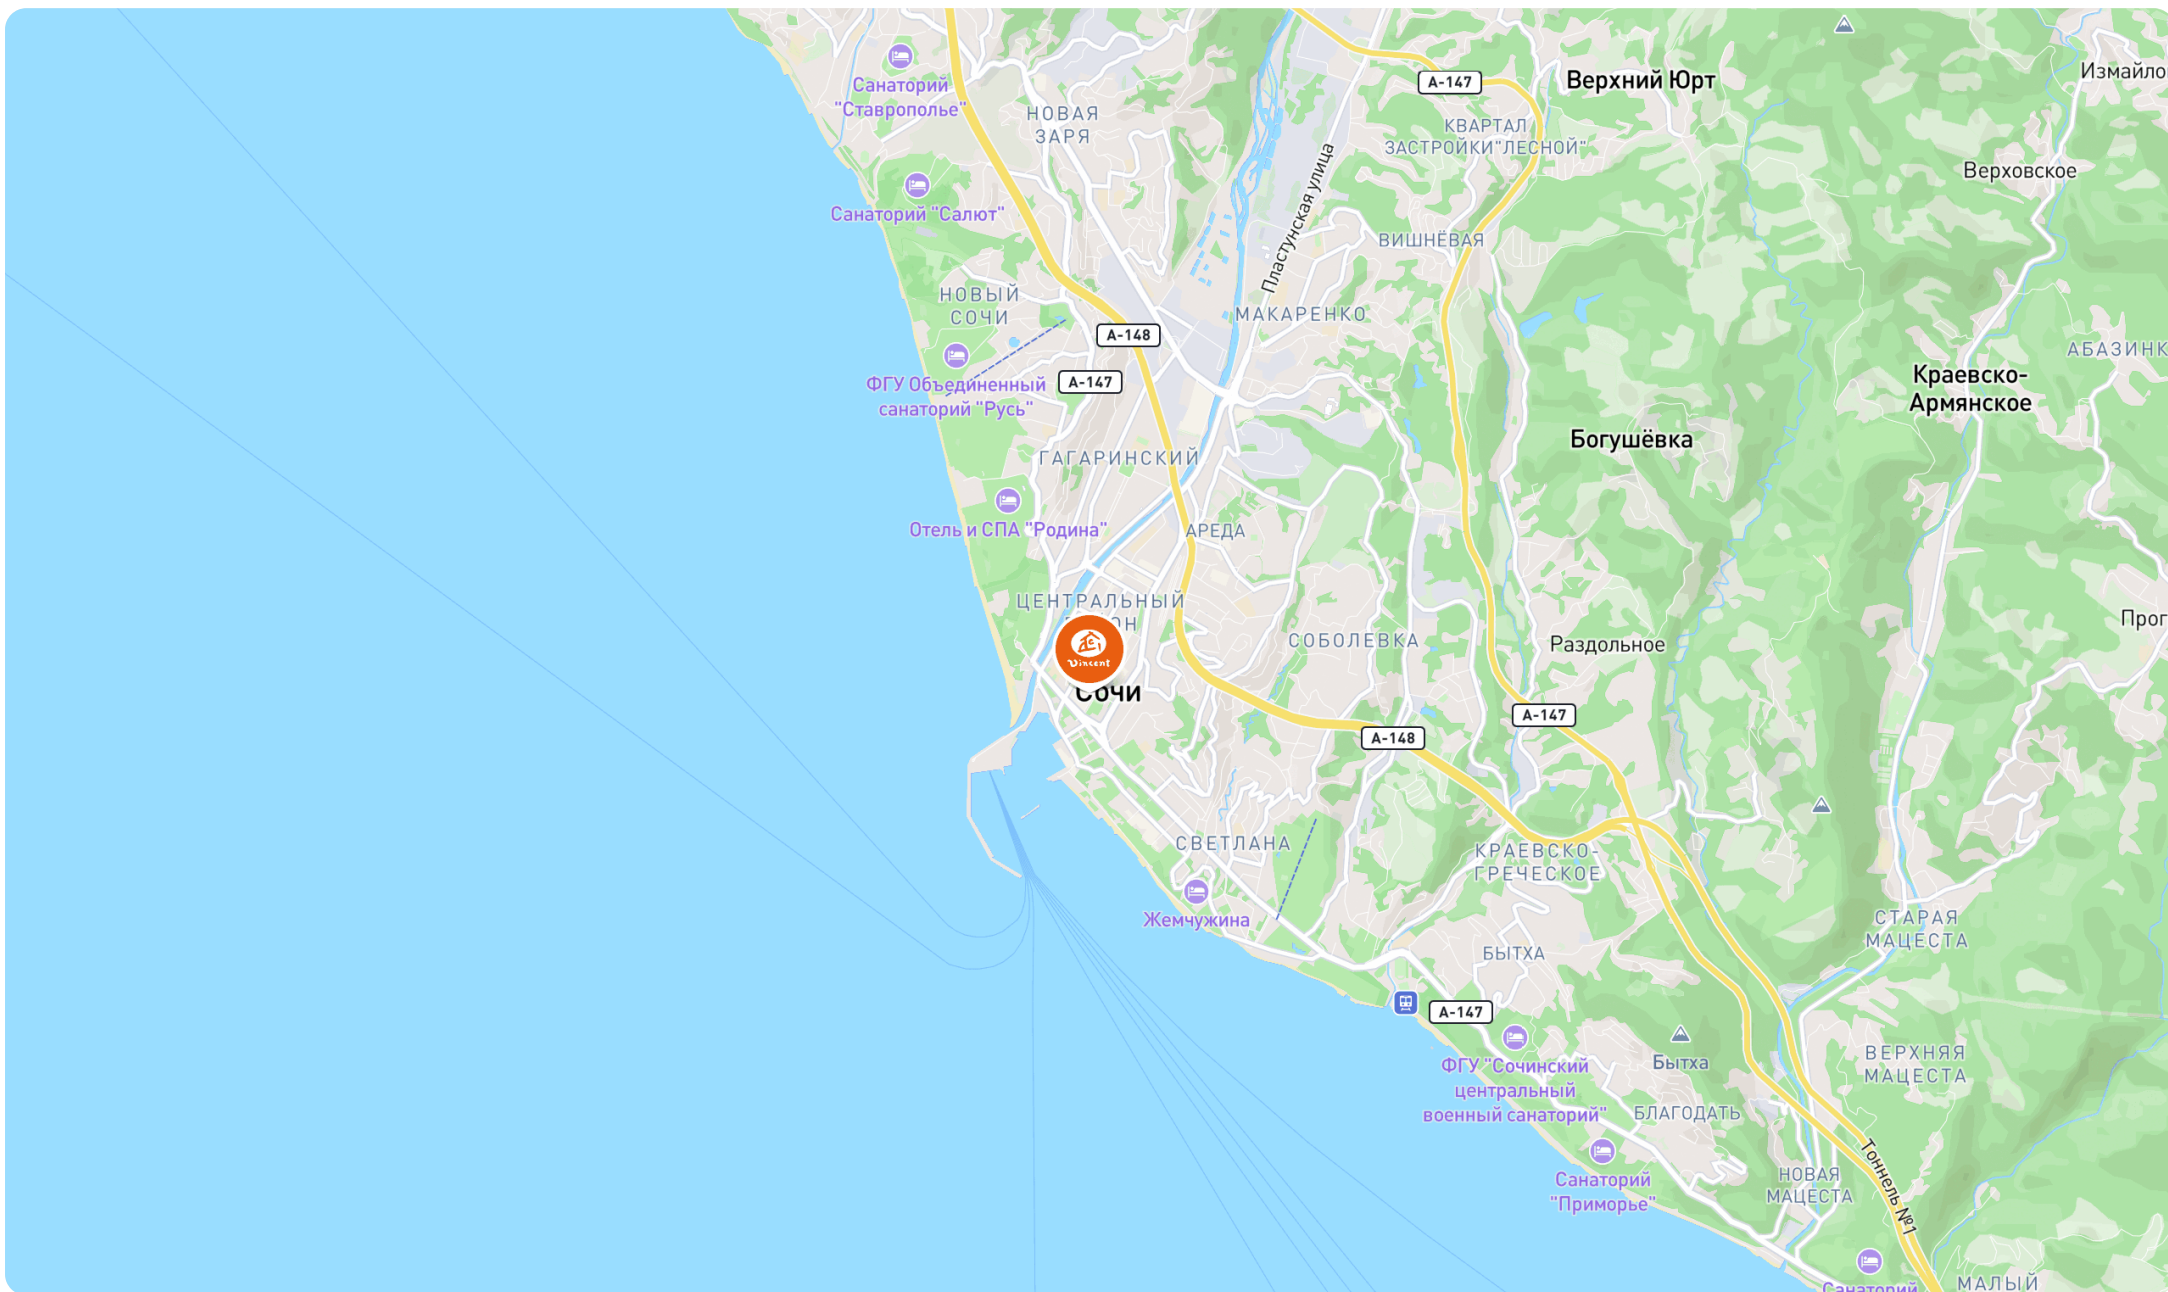 Санаторий
"Ставрополье"
НОВАЯ
ЗАРЯ
А-147
Верхний Юрт
Измайло
КВАРТАЛ
ЗАСТРОЙКИ"ЛЕСНОЙ"
Верховское
Санаторий "Салют"
Пластунская улица
ВИШНЁВАЯ
НОВЫЙ
СОЧИ
МАКАРЕНКО
А-148
АБАЗИНК
ФГУ Объединенный
санаторий "Русь"
А-147
Краевско-
Армянское
Богушёвка
ГАГАРИНСКИЙ
Отель и СПА "Родина"
АРЕДА
ЦЕНТРАЛЬНЫЙ
Vincent
Сочи
СОБОЛЕВКА
Раздольное
Прог
А-147
А-148
СВЕТЛАНА
КРАЕВСКО-
ГРЕЧЕСКОЕ
Жемчужина
СТАРАЯ
МАЦЕСТА
БЫТХА
А-147
ФГУ "Сочинский
центральный
военный санаторий"
Бытха
ВЕРХНЯЯ
МАЦЕСТА
БЛАГОДАТЬ
Санаторий
"Приморье"
НОВАЯ
МАЦЕСТА
Тоннель №1
Санаторий
МАЛЫЙ